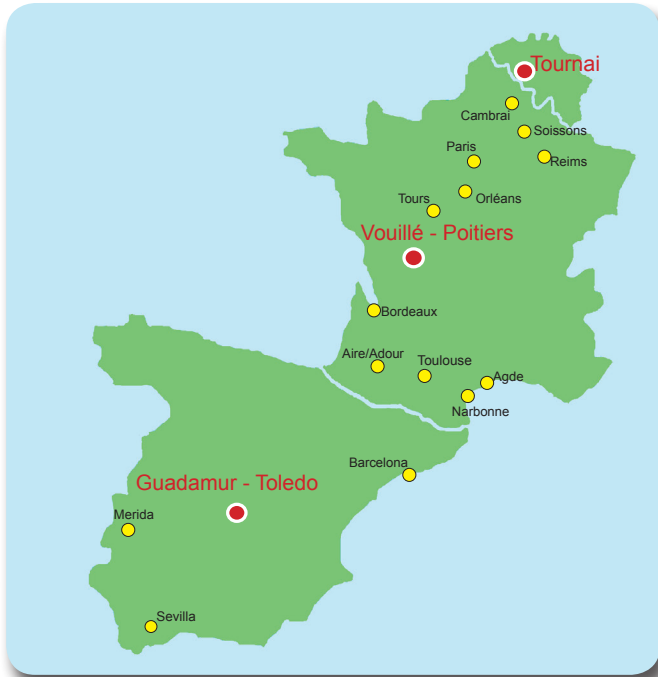 Tournai
Cambrai
Soissons
Paris
Reims
Orléans
Tours
Vouillé - Poitiers
Bordeaux
Aire/Adour
Toulouse
Agde
Narbonne
Barcelona
Guadamur - Toledo
Merida
Sevilla